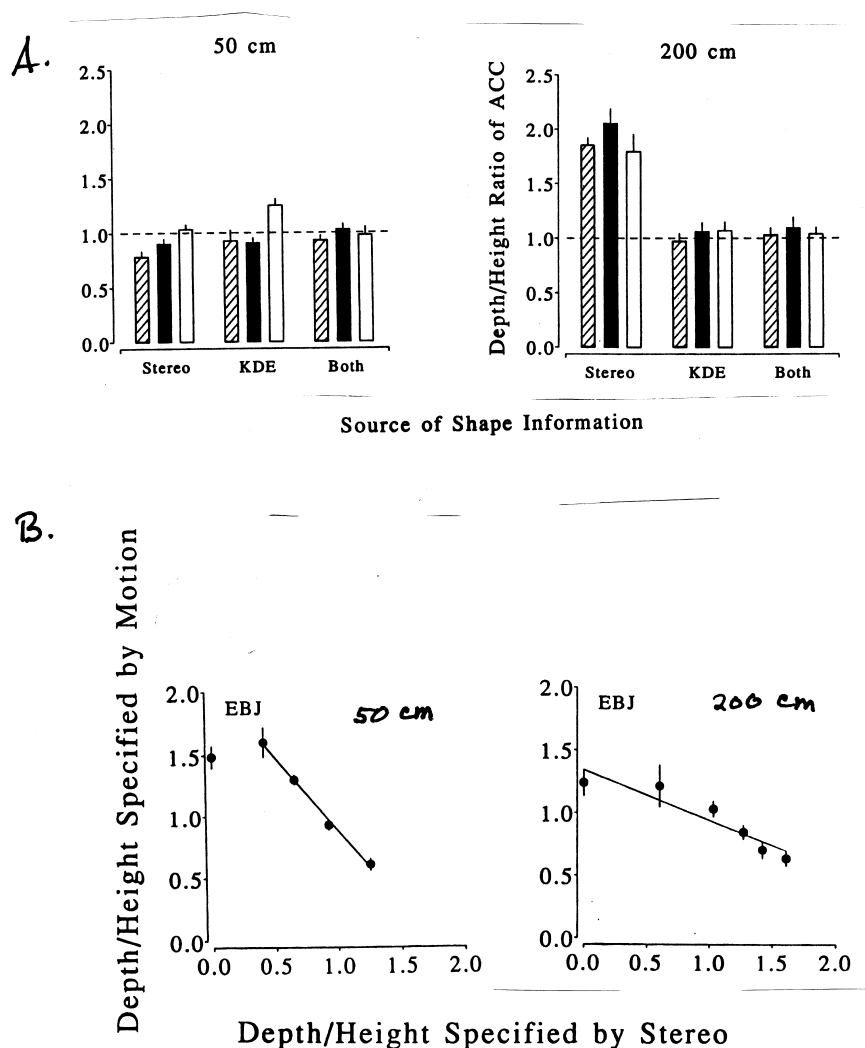 A.
50 cm
2.5
2.0
1.5
1.0
0.5
0.0
Stereo KDE Both
200 cm
Depth/Height Ratio of ACC
2.5
2.0
1.5
1.0
0.5
0.0
Stereo KDE Both
Source of Shape Information
B.
Depth/Height Specified by Motion
EBJ 50 cm
2.0
1.5
1.0
0.5
0.0
0.0 0.5 1.0 1.5 2.0
EBJ 200 cm
2.0
1.5
1.0
0.5
0.0
0.0 0.5 1.0 1.5 2.0
Depth/Height Specified by Stereo